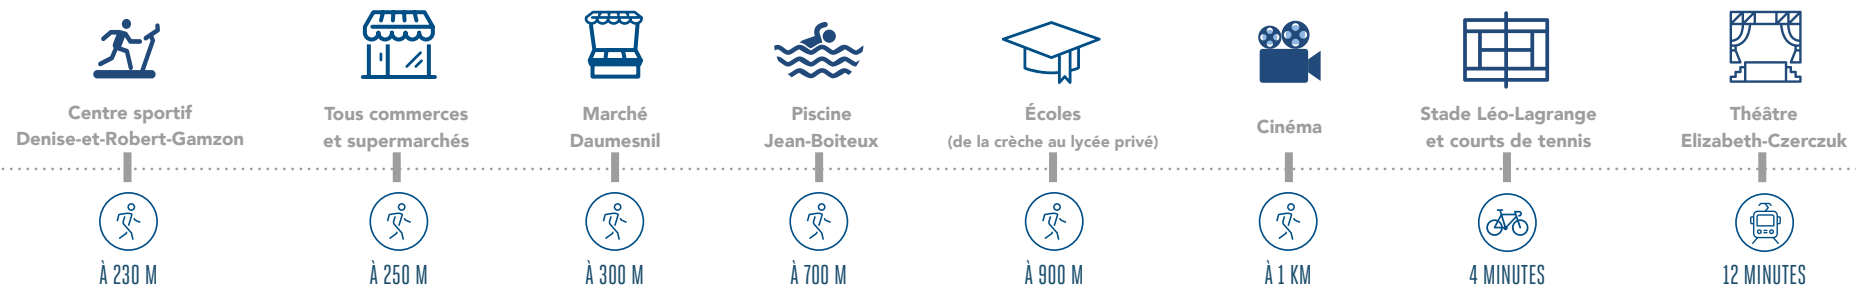 Centre sportif
Denise-et-Robert-Gamzon
À 230 M
Tous commerces
et supermarchés
À 250 M
Marché
Daumesnil
À 300 M
Piscine
Jean-Boiteux
À 700 M
Écoles
(de la crèche au lycée privé)
À 900 M
Cinéma
À 1 KM
Stade Léo-Lagrange
et courts de tennis
4 MINUTES
Théâtre
Elizabeth-Czerczuk
12 MINUTES